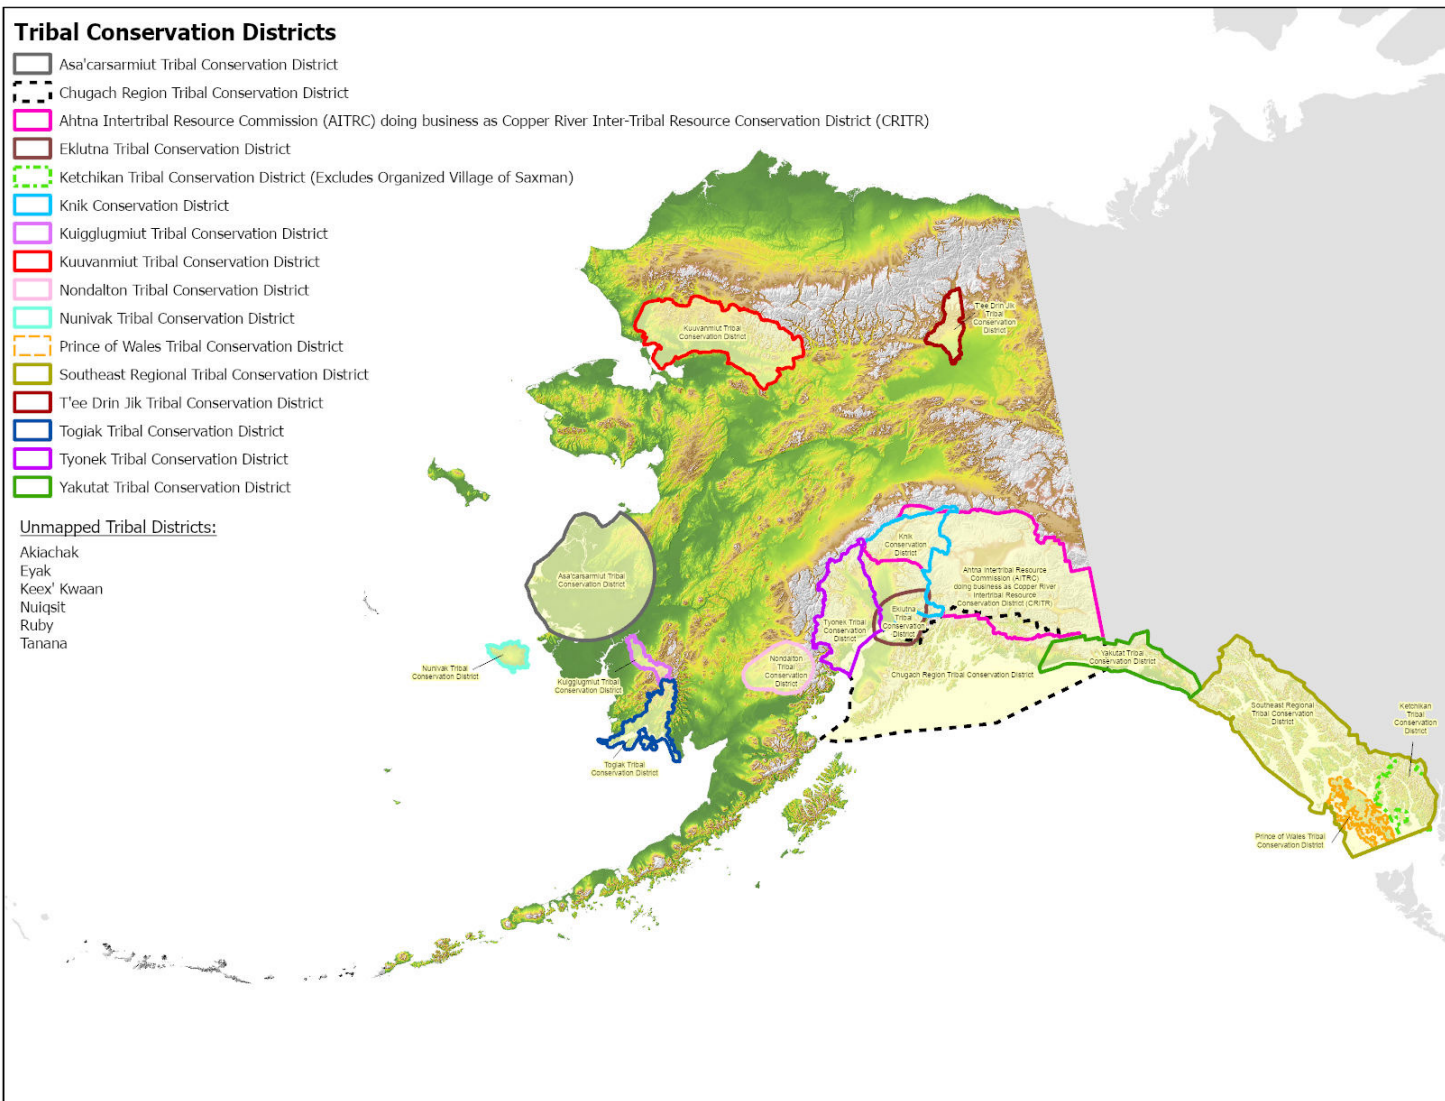 Tribal Conservation Districts
Asa'carsarmiut Tribal Conservation District
Chugach Region Tribal Conservation District
Ahtna Intertribal Resource Commission (AITRC) doing business as Copper River Inter-Tribal Resource Conservation District (CRITR)
Eklutna Tribal Conservation District
Ketchikan Tribal Conservation District (Excludes Organized Village of Saxman)
Knik Conservation District
Kuigglugmiut Tribal Conservation District
Kuuvanmiut Tribal Conservation District
Nondalton Tribal Conservation District
Nunivak Tribal Conservation District
Prince of Wales Tribal Conservation District
Southeast Regional Tribal Conservation District
T'ee Drin Jik Tribal Conservation District
Togiak Tribal Conservation District
Tyonek Tribal Conservation District
Yakutat Tribal Conservation District
Unmapped Tribal Districts:
Akiachak
Eyak
Keex' Kwaan
Nuiqsit
Ruby
Tanana
Kuuvanmiut Tribal
Conservation District
T'ee Drin Jik
Tribal
Conservation
District
Asa'carsarmiut Tribal
Conservation District
Knik
Conservation
District
Ahtna Intertribal Resource
Commission (AITRC)
doing business as Copper River
Intertribal Resource
Conservation District (CRITR)
Eklutna
Tribal
Conservation
District
Tyonek Tribal
Conservation
District
Nondalton
Tribal
Conservation
District
Nunivak Tribal
Conservation District
Kuigglugmiut Tribal
Conservation District
Togiak Tribal
Conservation District
Chugach Region Tribal Conservation District
Yakutat Tribal
Conservation District
Southeast Regional
Tribal Conservation
District
Ketchikan
Tribal
Conservation
District
Prince of Wales Tribal
Conservation District